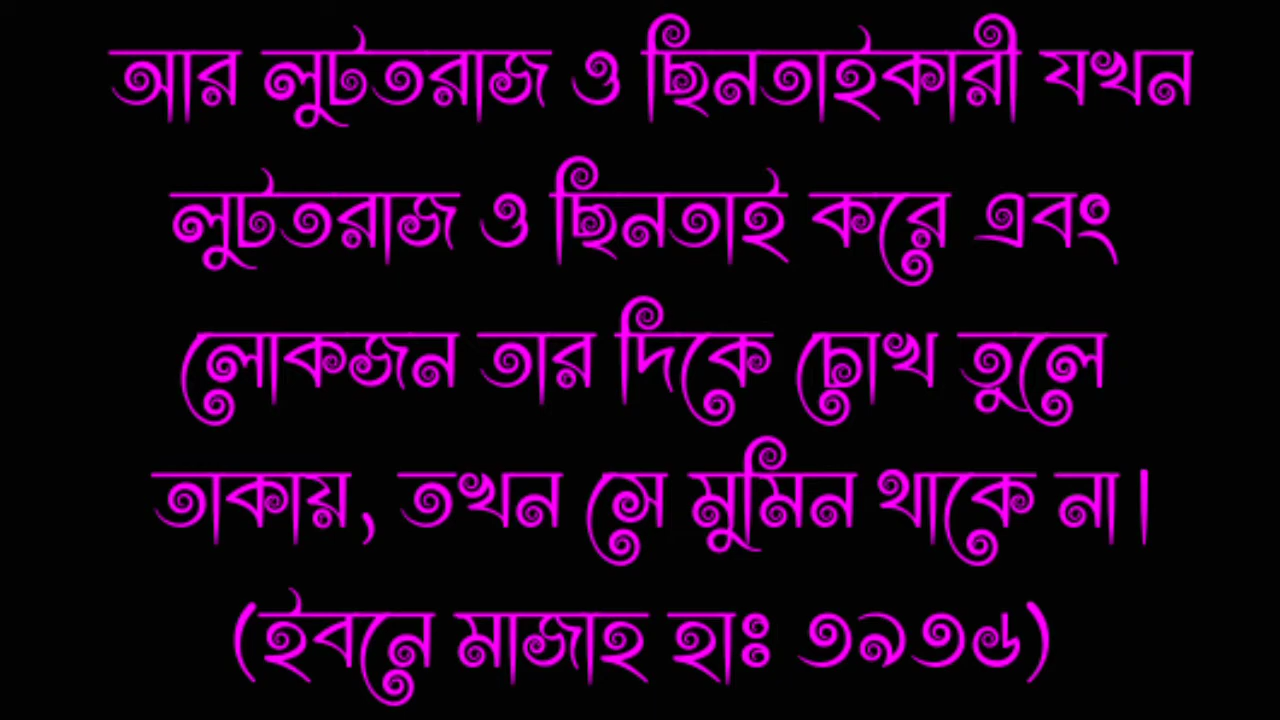 আর লুটতরাজ ও ছিনতাইকারী যখন
লুটতরাজ ও ছিনতাই করে এবং
লোকজন তার দিকে চোখ তুলে
তাকায়, তখন সে মুমিন থাকে না।
(ইবনে মাজাহ হাঃ ৩৯৩৬)